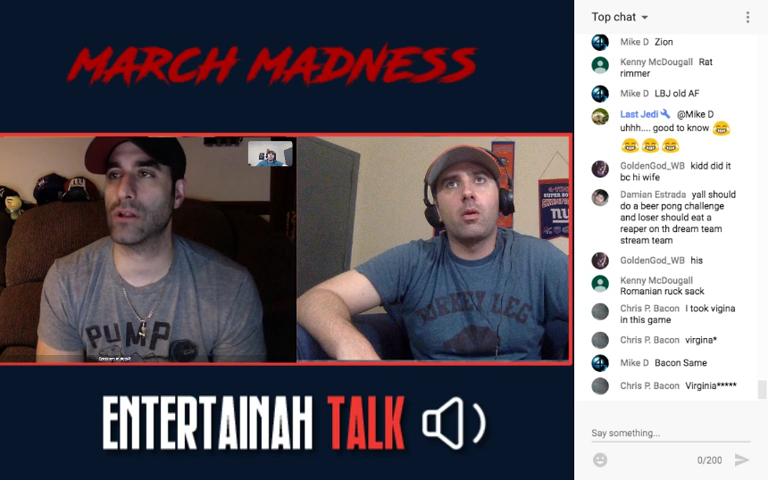 MARCH MADNESS
PUMP
TURKEY LEG
NU
ENTERTAINAH TALK
Top chat
Mike D Zion
Kenny McDougall Rat
rimmer
Mike D LBJ old AF
Last Jedi @Mike D
uhhh.... good to know 😂
😂 😂 😂
GoldenGod_WB kidd did it
bc hi wife
Damian Estrada yall should
do a beer pong challenge
and loser should eat a
reaper on th dream team
stream team
GoldenGod_WB his
Kenny McDougall
Romanian ruck sack
Chris P. Bacon I took vigina
in this game
Chris P. Bacon virgina*
Mike D Bacon Same
Chris P. Bacon Virginia*****
Say something...
0/200